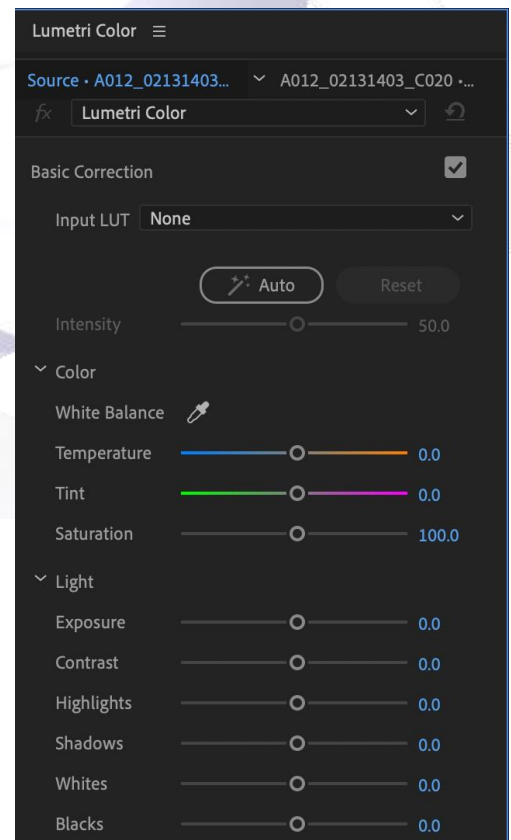 Lumetri Color
Source • A012_02131403... A012_02131403_C020 •...
fx Lumetri Color
Basic Correction
Input LUT None
Auto Reset
Intensity 50.0
Color
White Balance
Temperature 0.0
Tint 0.0
Saturation 100.0
Light
Exposure 0.0
Contrast 0.0
Highlights 0.0
Shadows 0.0
Whites 0.0
Blacks 0.0